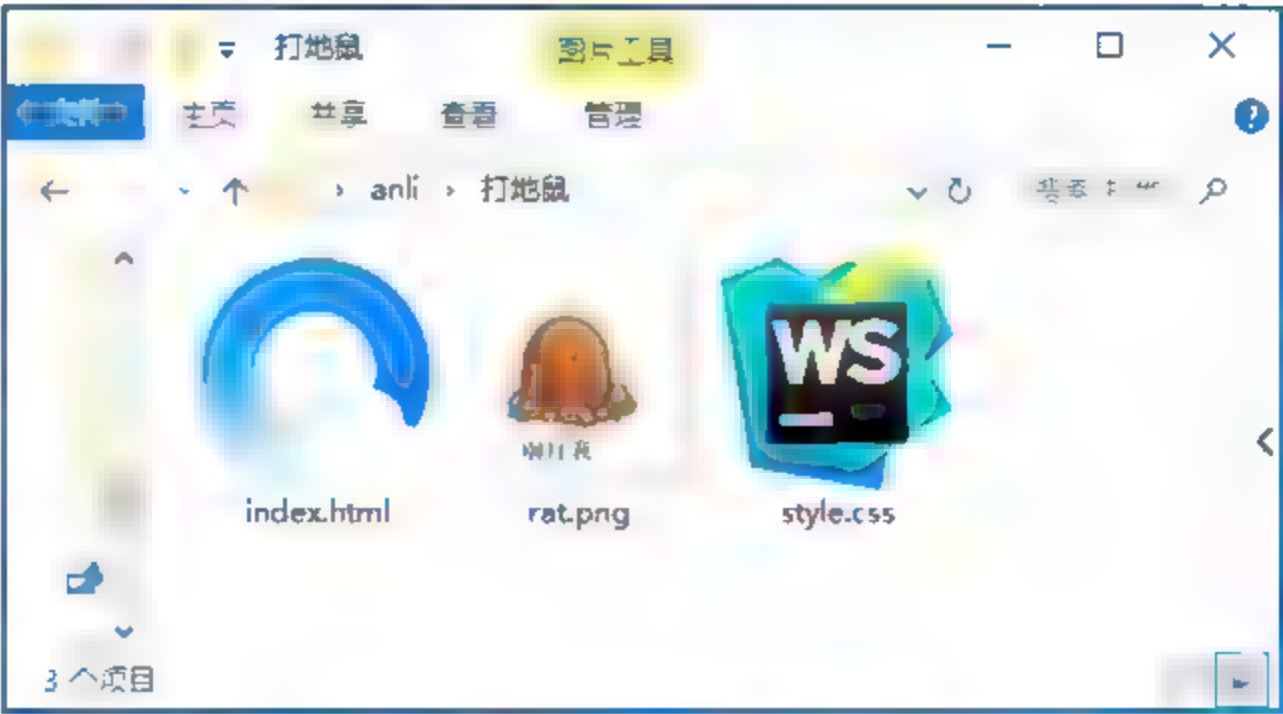 打地鼠 图片工具
主页 共享 查看 管理
anli › 打地鼠
WS
index.html rat.png style.css
3 个项目